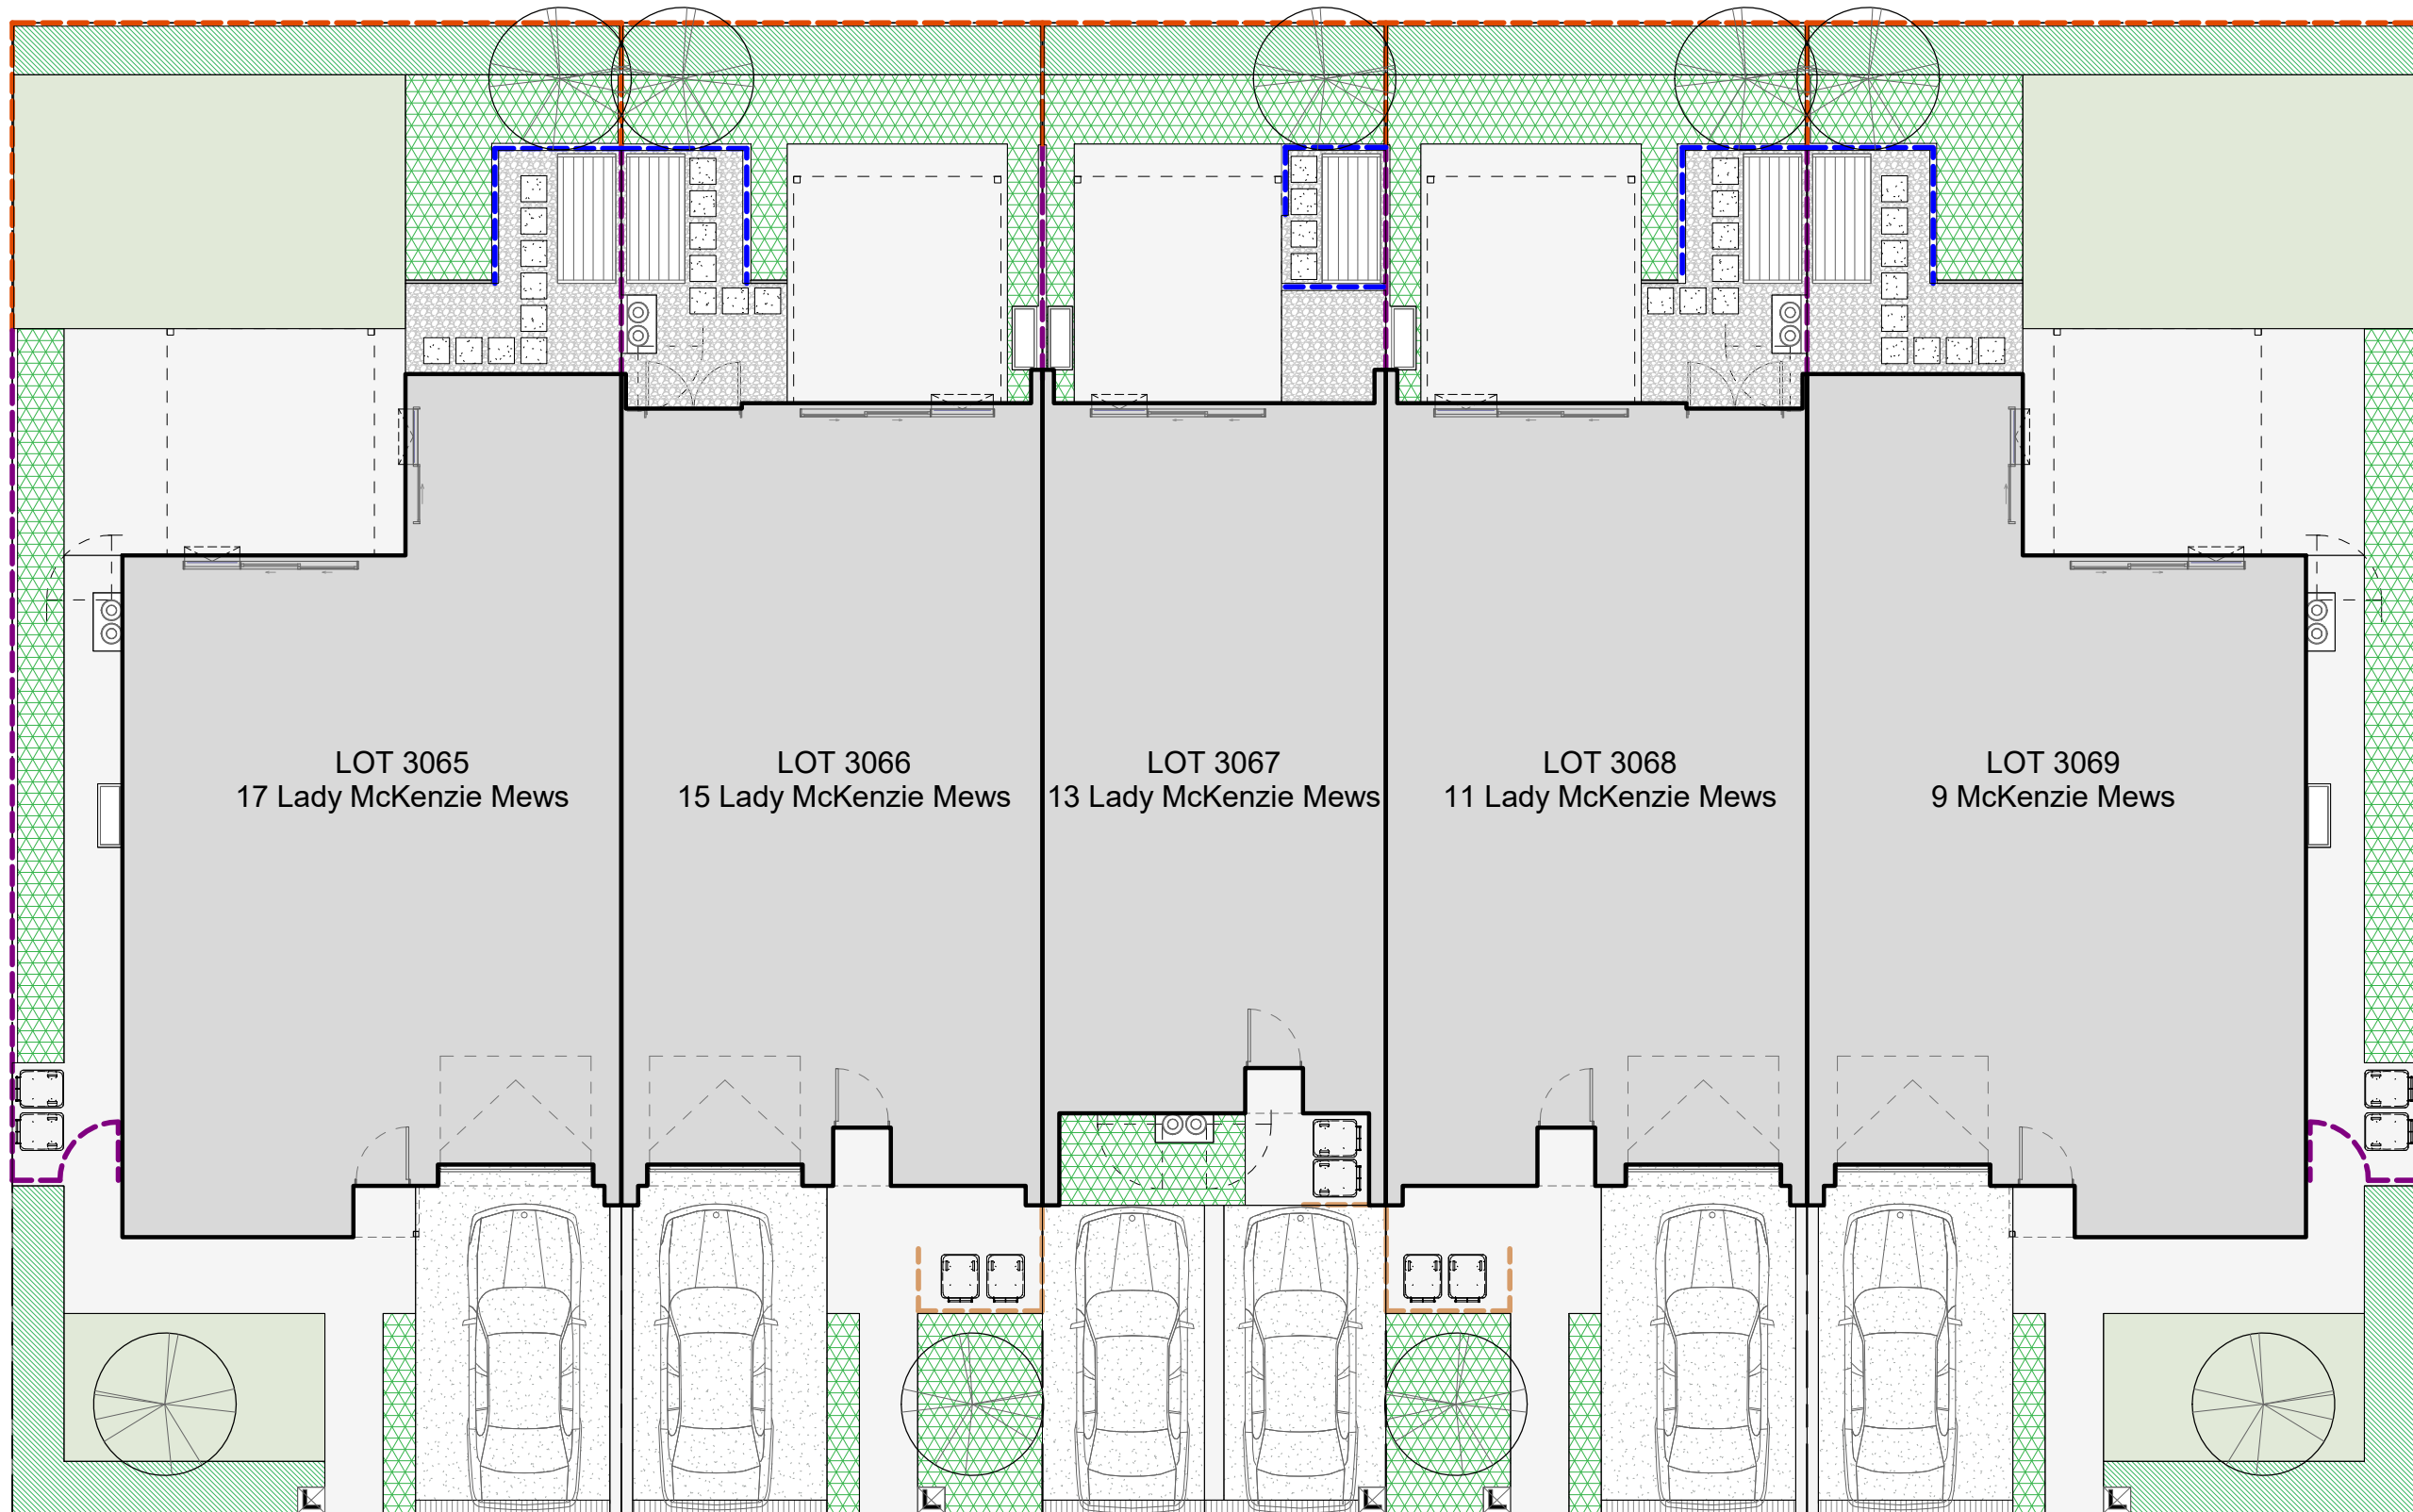 LOT 3065
17 Lady McKenzie Mews
LOT 3066
15 Lady McKenzie Mews
LOT 3067
13 Lady McKenzie Mews
LOT 3068
11 Lady McKenzie Mews
LOT 3069
9 McKenzie Mews